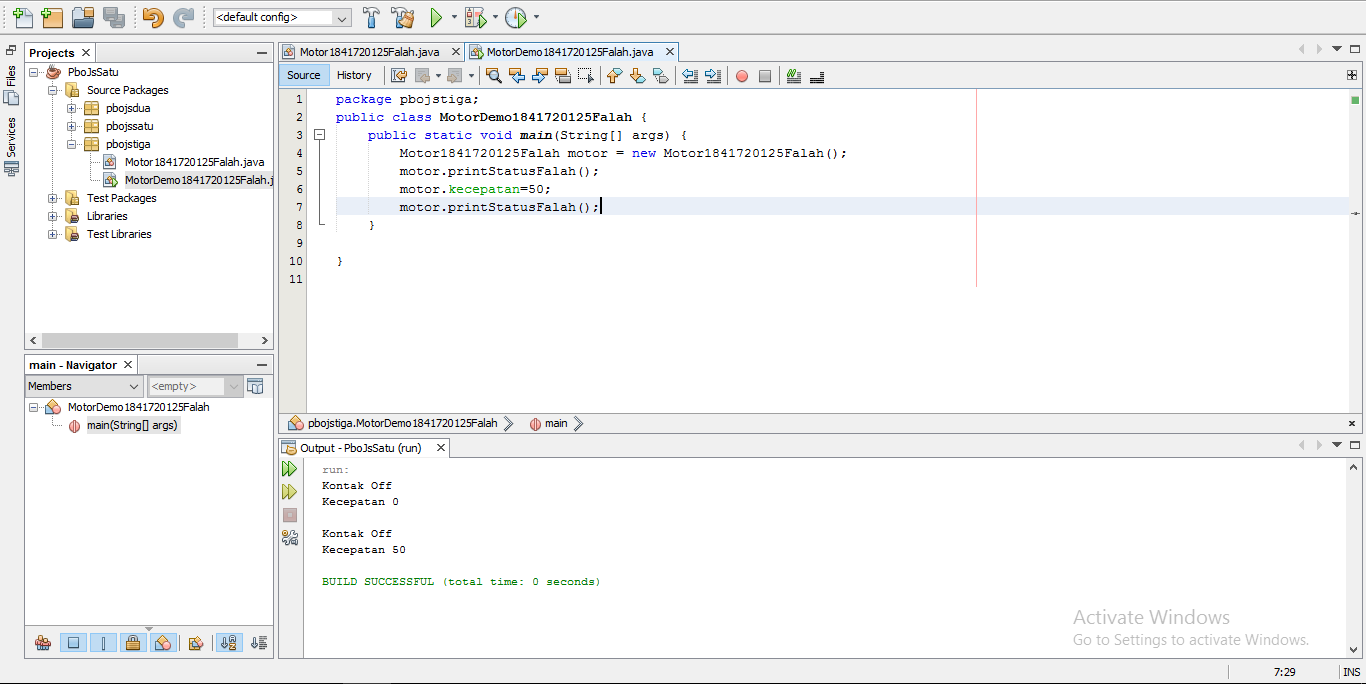 <default config>
Files
Services
Projects
PboJsSatu
Source Packages
pbojsdua
pbojssatu
pbojstiga
Motor1841720125Falah.java
MotorDemo1841720125Falah.j
Test Packages
Libraries
Test Libraries
main - Navigator
Members
<empty>
MotorDemo1841720125Falah
main(String[] args)
Motor1841720125Falah.java
MotorDemo1841720125Falah.java
Source
History
1 package pbojstiga;
2 public class MotorDemo1841720125Falah {
3 public static void main(String[] args) {
4 Motor1841720125Falah motor = new Motor1841720125Falah();
5 motor.printStatusFalah();
6 motor.kecepatan=50;
7 motor.printStatusFalah();
8 }
9
10 }
11
pbojstiga.MotorDemo1841720125Falah
main
Output - PboJsSatu (run)
run:
Kontak Off
Kecepatan 0
Kontak Off
Kecepatan 50
BUILD SUCCESSFUL (total time: 0 seconds)
Activate Windows
Go to Settings to activate Windows.
7:29
INS